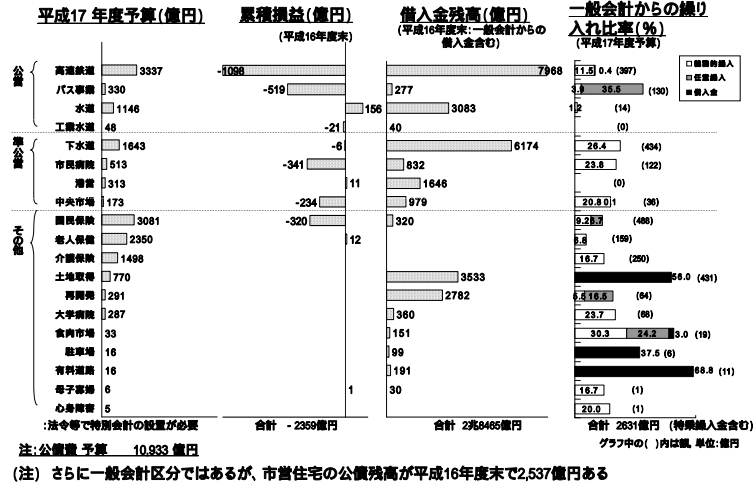 平成17 年度予算(億円)
累積損益(億円)
(平成16年度末)
借入金残高(億円)
(平成16年度末:一般会計からの
借入金含む)
一般会計からの繰り
入れ比率(%)
(平成17年度予算)
任意繰入
借入金
公営
高速鉄道 3337 -1098 7968 11.5 0.4 (397)
バス事業 330 -519 277 3.9 35.5 (130)
水道 1146 156 3083 1.2 (14)
工業水道 48 -21 40 (0)
準公営
下水道 1643 -6 6174 26.4 (434)
市民病院 513 -341 832 23.8 (122)
港営 313 11 1646 (0)
中央市場 173 -234 979 20.8 0.1 (36)
その他
国民保険 3081 -320 320 9.2 6.7 (488)
老人保健 2350 12 6.8 (159)
介護保険 1498 16.7 (250)
土地取得 770 3533 56.0 (431)
再開発 291 2782 5.5 16.5 (64)
大学病院 287 360 23.7 (68)
食肉市場 33 151 30.3 24.2 3.0 (19)
駐車場 16 99 37.5 (6)
有料道路 16 191 68.8 (11)
母子寡婦 6 1 30 16.7 (1)
心身障害 5 20.0 (1)
:法令等で特別会計の設置が必要
合計 -2359億円
合計 2兆8465億円
合計 2631億円 (特乗繰入金含む)
グラフ中の( )内は額, 単位:億円
注:公債費 予算 10,933 億円
(注) さらに一般会計区分ではあるが、市営住宅の公債残高が平成16年度末で2,537億円ある